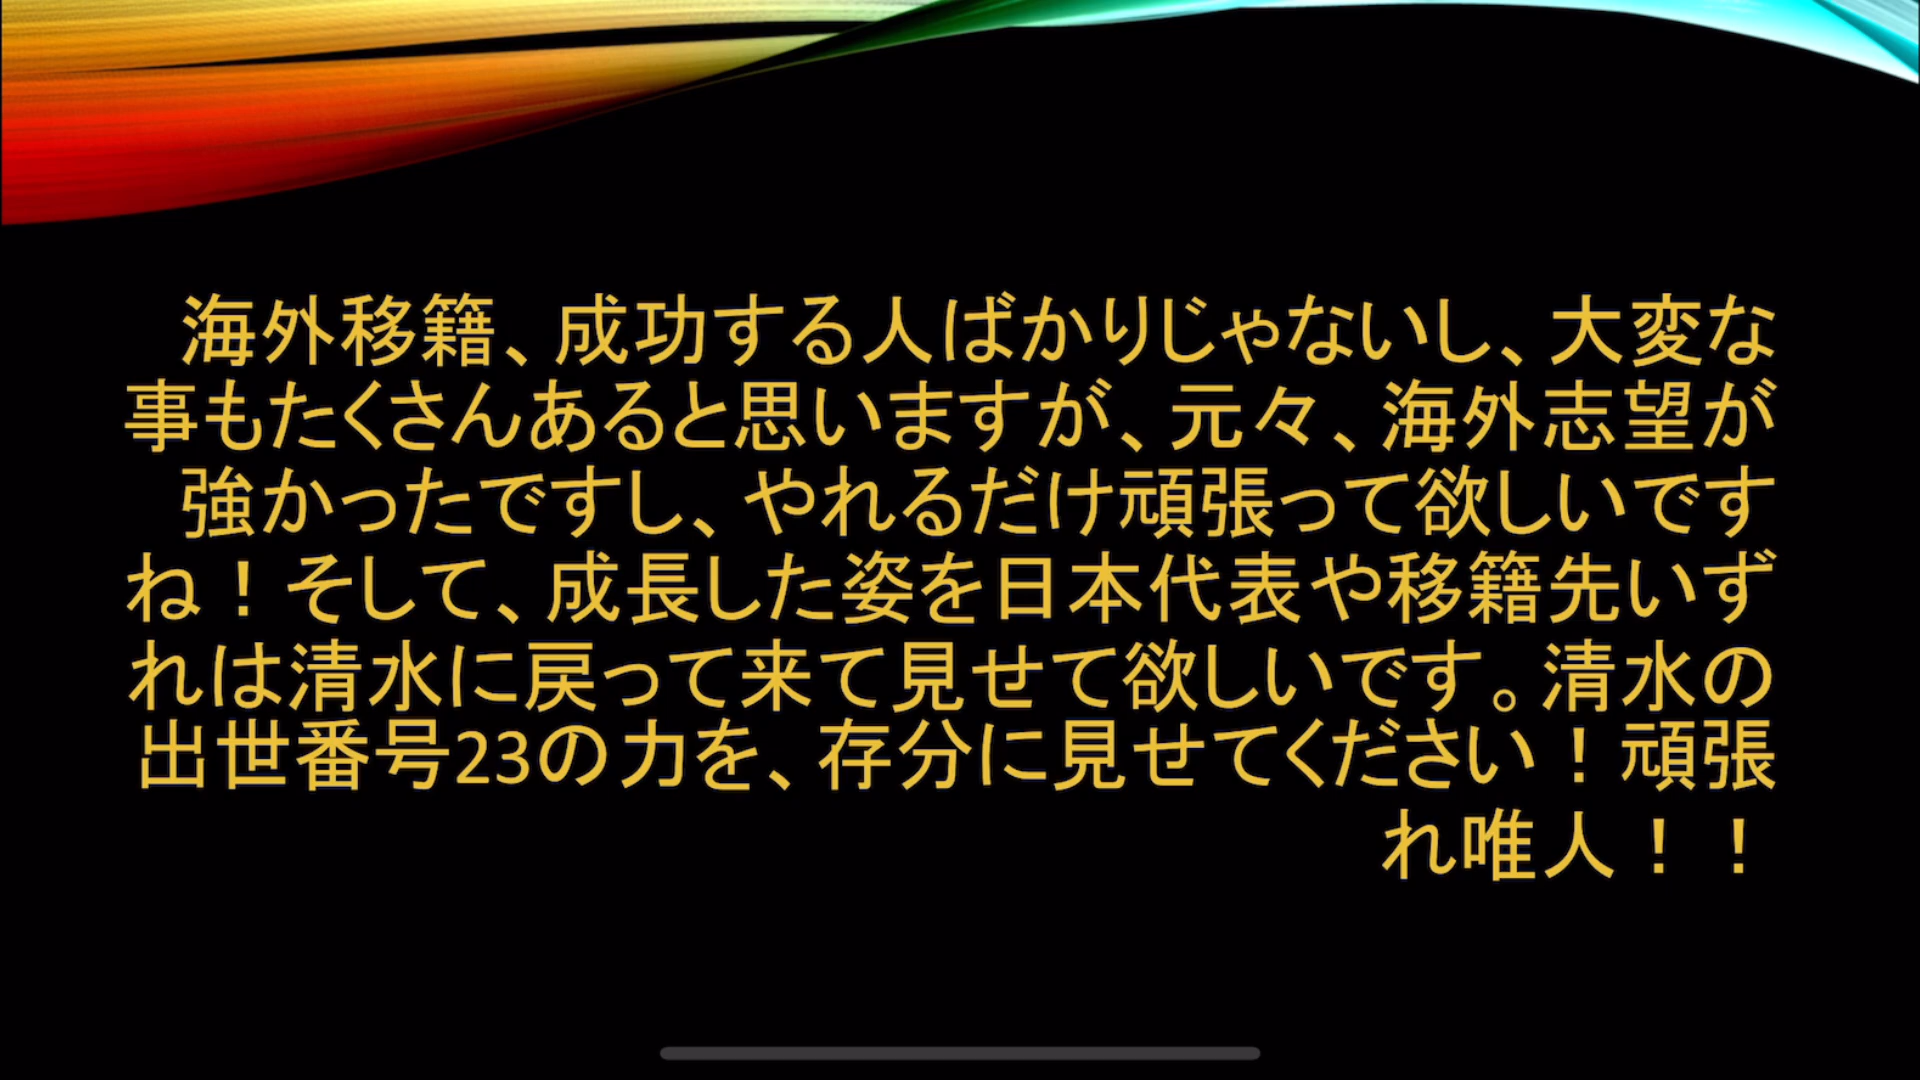 海外移籍、成功する人ばかりじゃないし、大変な
事もたくさんあると思いますが、元々、海外志望が
強かったですし、やれるだけ頑張って欲しいです
ね！そして、成長した姿を日本代表や移籍先いず
れは清水に戻って来て見せて欲しいです。清水の
出世番号23の力を、存分に見せてください！頑張
れ唯人！！